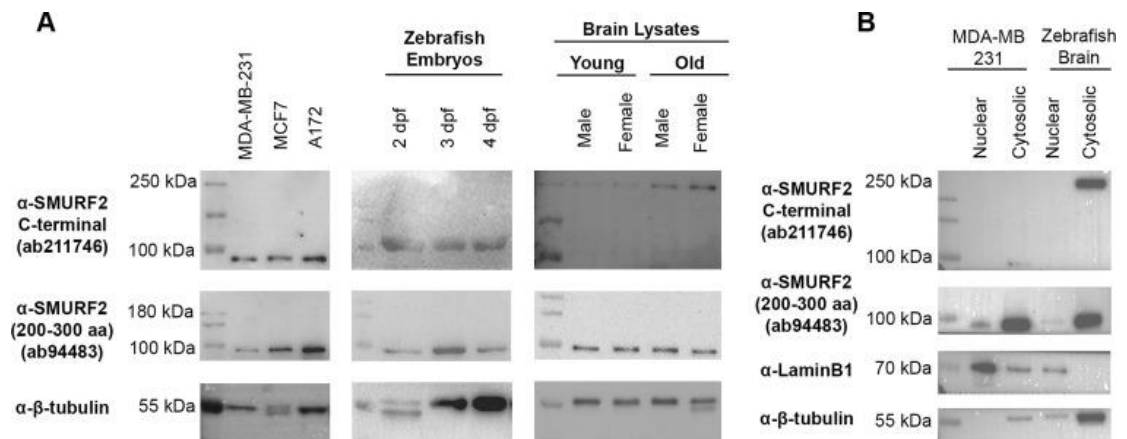 A
Zebrafish
Embryos
Brain Lysates
Young
Old
MDA-MB-231
MCF7
A172
2 dpf
3 dpf
4 dpf
Male
Female
Male
Female
α-SMURF2
C-terminal
(ab211746)
250 kDa
100 kDa
α-SMURF2
(200-300 aa)
(ab94483)
180 kDa
100 kDa
α-β-tubulin
55 kDa
B
MDA-MB
231
Zebrafish
Brain
Nuclear
Cytosolic
Nuclear
Cytosolic
α-SMURF2
C-terminal
(ab211746)
250 kDa
100 kDa
α-SMURF2
(200-300 aa)
(ab94483)
100 kDa
α-LaminB1
70 kDa
α-β-tubulin
55 kDa